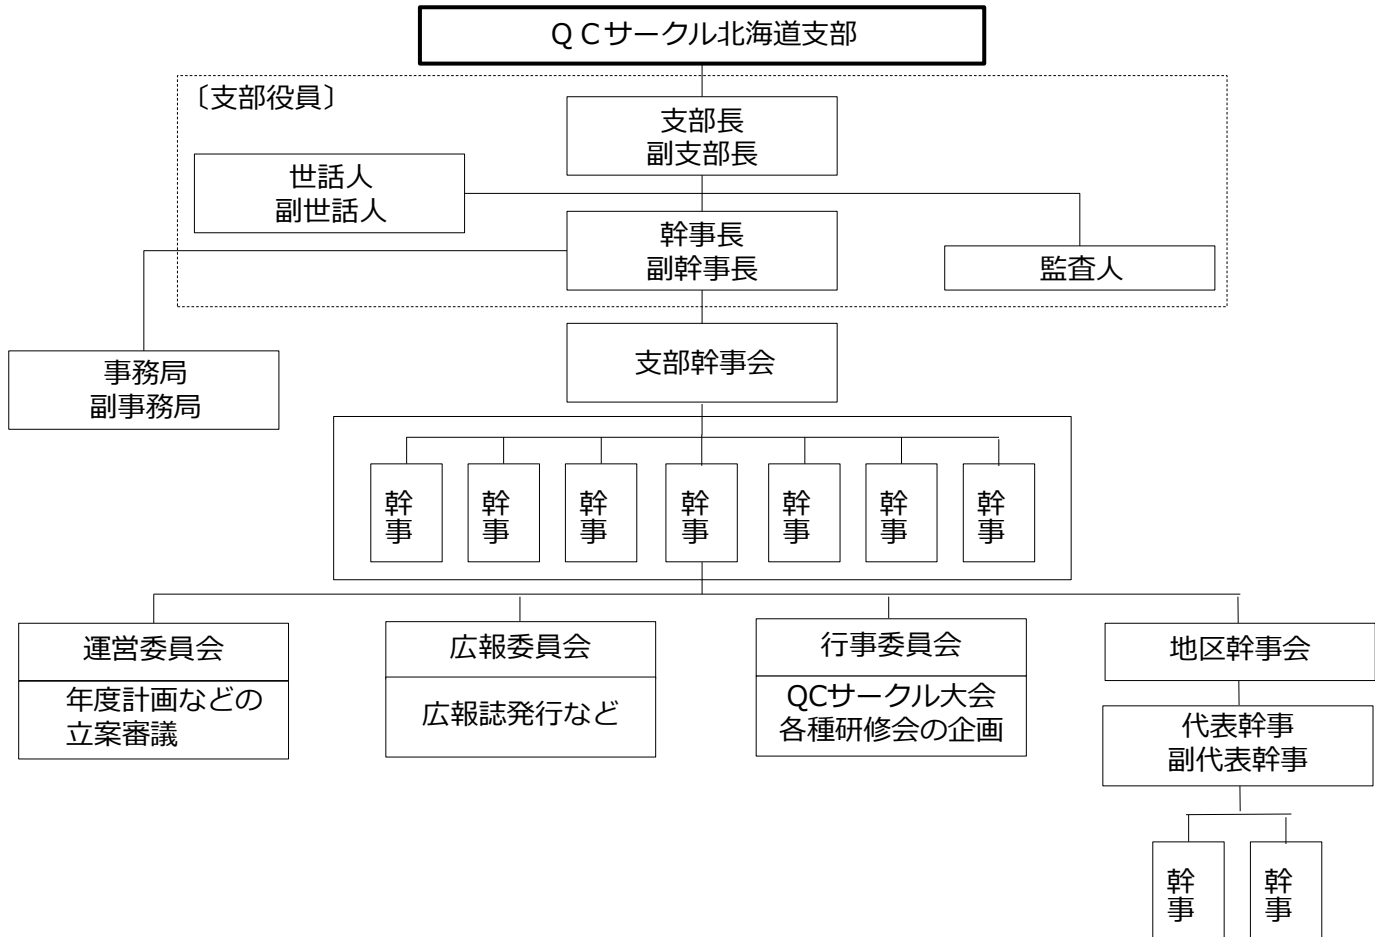 ＱＣサークル北海道支部
〔支部役員〕
支部長
副支部長
世話人
副世話人
幹事長
副幹事長
監査人
事務局
副事務局
支部幹事会
幹事
幹事
幹事
幹事
幹事
幹事
幹事
運営委員会
年度計画などの
立案審議
広報委員会
広報誌発行など
行事委員会
QCサークル大会
各種研修会の企画
地区幹事会
代表幹事
副代表幹事
幹事
幹事